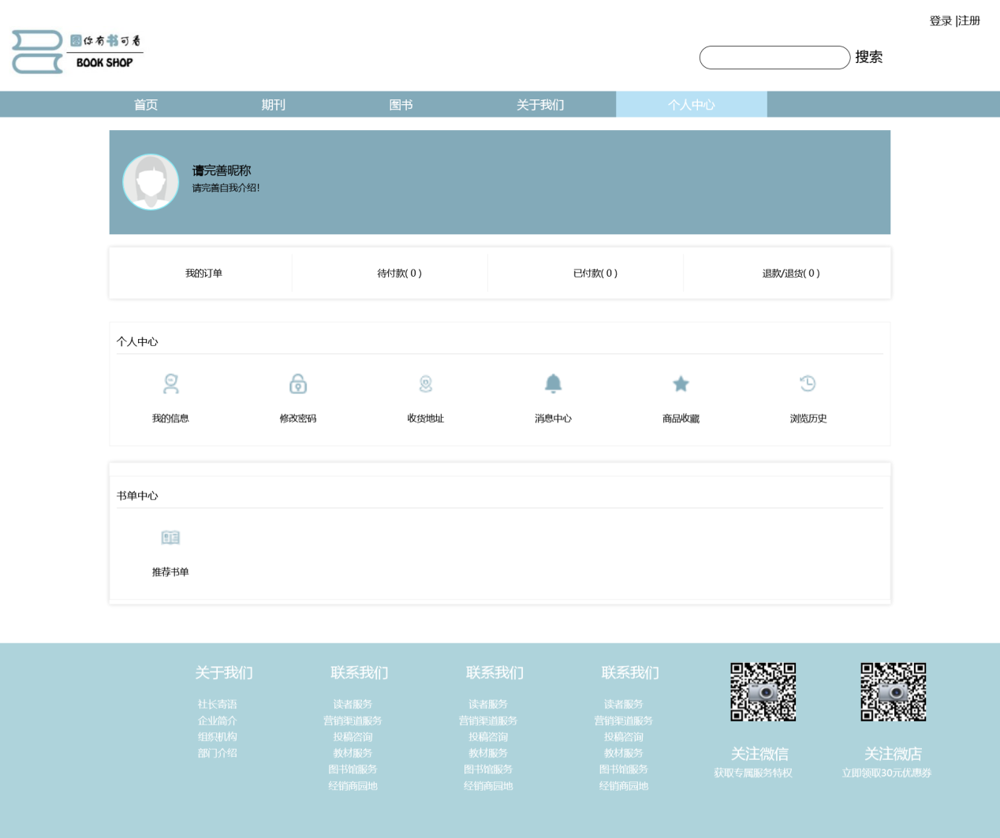 登录 |注册
图你有书可看
BOOK SHOP
搜索
首页 期刊 图书 关于我们 个人中心
请完善昵称
请完善自我介绍!
我的订单 待付款( 0 ) 已付款( 0 ) 退款/退货( 0 )
个人中心
我的信息 修改密码 收货地址 消息中心 商品收藏 浏览历史
书单中心
推荐书单
关于我们 联系我们 联系我们 联系我们
社长寄语 读者服务 读者服务 读者服务
企业简介 营销渠道服务 营销渠道服务 营销渠道服务
组织机构 投稿咨询 投稿咨询 投稿咨询
部门介绍 教材服务 教材服务 教材服务
图书馆服务 图书馆服务 图书馆服务
经销商园地 经销商园地 经销商园地
关注微信 关注微店
获取专属服务特权 立即领取30元优惠券